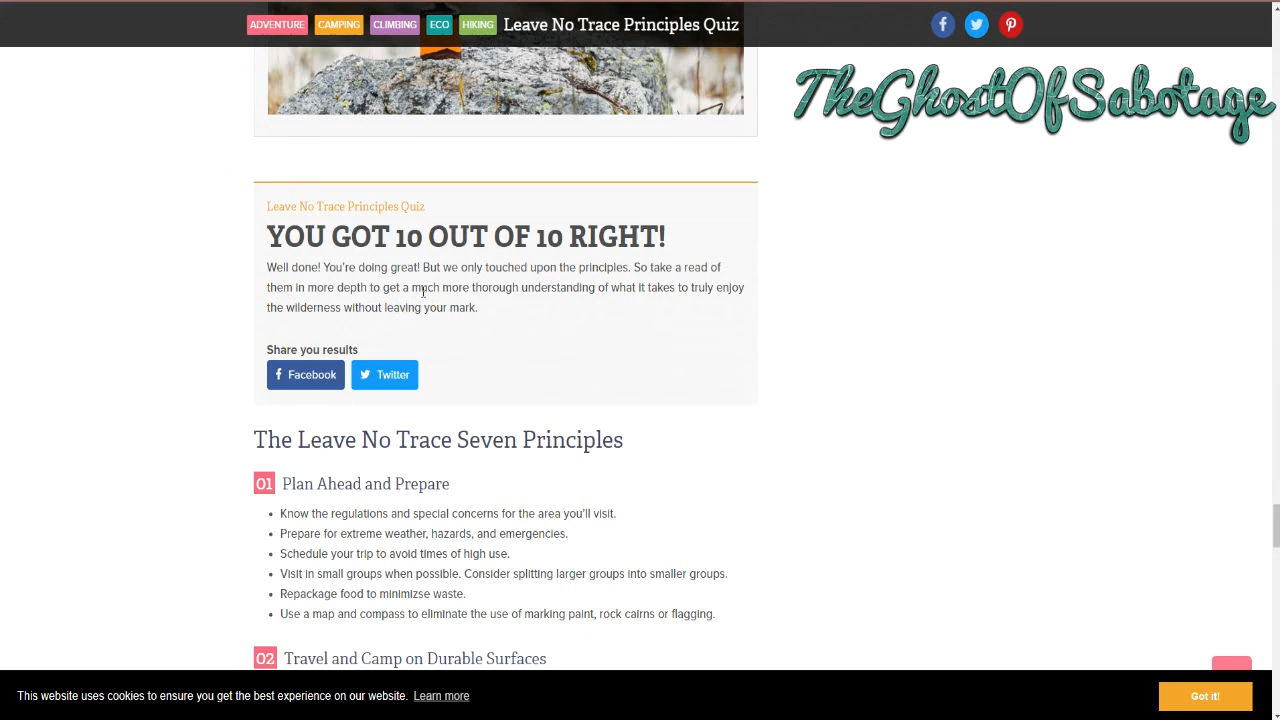 ADVENTURE CAMPING CLIMBING ECO HIKING Leave No Trace Principles Quiz
TheGhostOfSabotage
Leave No Trace Principles Quiz
YOU GOT 10 OUT OF 10 RIGHT!
Well done! You're doing great! But we only touched upon the principles. So take a read of
them in more depth to get a much more thorough understanding of what it takes to truly enjoy
the wilderness without leaving your mark.
Share you results
Facebook Twitter
The Leave No Trace Seven Principles
01 Plan Ahead and Prepare
• Know the regulations and special concerns for the area you'll visit.
• Prepare for extreme weather, hazards, and emergencies.
• Schedule your trip to avoid times of high use.
• Visit in small groups when possible. Consider splitting larger groups into smaller groups.
• Repackage food to minimizse waste.
• Use a map and compass to eliminate the use of marking paint, rock cairns or flagging.
02 Travel and Camp on Durable Surfaces
This website uses cookies to ensure you get the best experience on our website. Learn more
Got it!